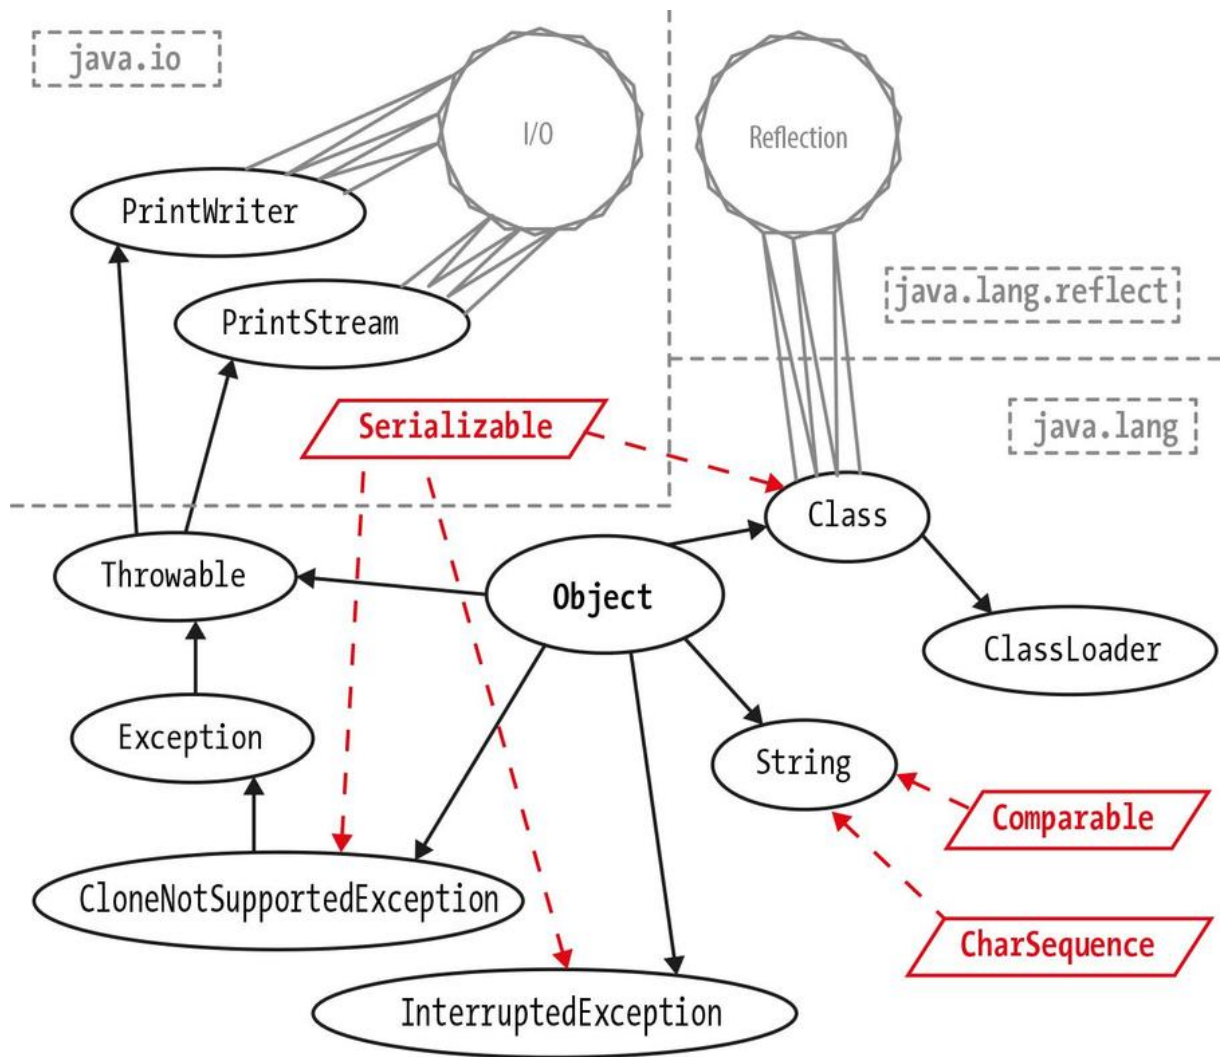 java.io
I/O
Reflection
PrintWriter
java.lang.reflect
PrintStream
Serializable
java.lang
Class
Throwable
Object
ClassLoader
Exception
String
Comparable
CloneNotSupportedException
CharSequence
InterruptedException